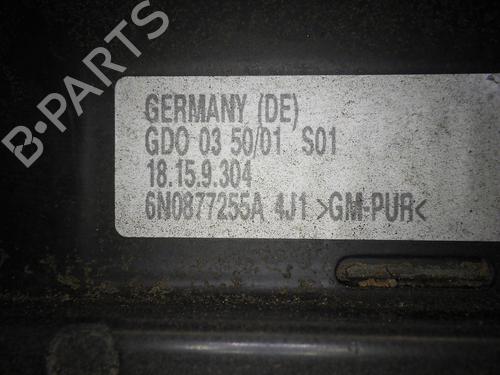 B-PARTS
GERMANY (DE)
GDO 03 50/01 S01
18.15.9.304
6N0877255A 4J1 >GM-PUR<